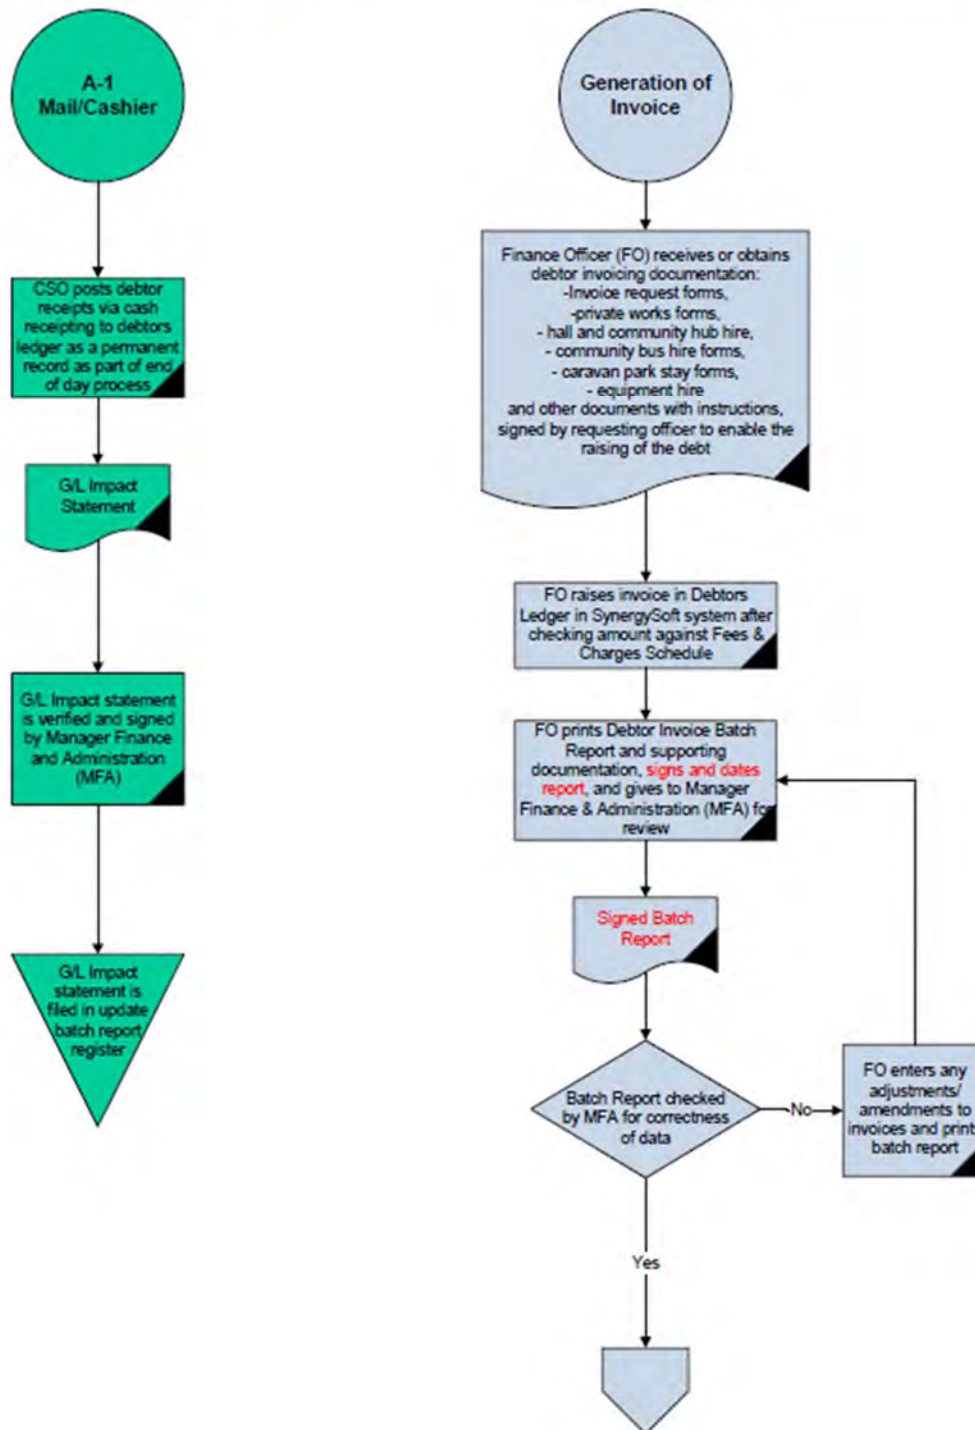 A-1
Mail/Cashier
CSO posts debtor
receipts via cash
receipting to debtors
ledger as a permanent
record as part of end
of day process
G/L Impact
Statement
G/L Impact statement
is verified and signed
by Manager Finance
and Administration
(MFA)
G/L Impact
statement is
filed in update
batch report
register
Generation of
Invoice
Finance Officer (FO) receives or obtains
debtor invoicing documentation:
-Invoice request forms,
-private works forms,
- hall and community hub hire,
- community bus hire forms,
- caravan park stay forms,
- equipment hire
and other documents with instructions,
signed by requesting officer to enable the
raising of the debt
FO raises invoice in Debtors
Ledger in SynergySoft system after
checking amount against Fees &
Charges Schedule
FO prints Debtor Invoice Batch
Report and supporting
documentation, signs and dates
report, and gives to Manager
Finance & Administration (MFA) for
review
Signed Batch
Report
Batch Report checked
by MFA for correctness
of data
No
FO enters any
adjustments/
amendments to
invoices and prints
batch report
Yes